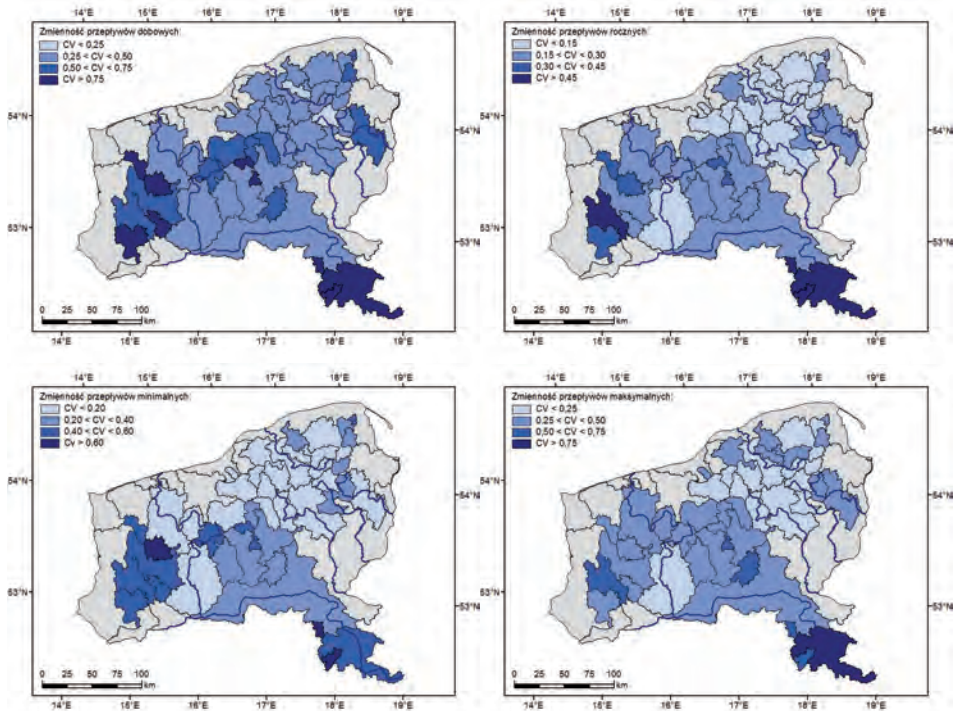 14°E 15°E 16°E 17°E 18°E 19°E
Zmienność przepływów dobowych:
CV < 0,25
0,25 < CV < 0,50
0,50 < CV < 0,75
CV > 0,75
54°N
54°N
53°N
53°N
0 25 50 75 100
km
14°E 15°E 16°E 17°E 18°E 19°E
14°E 15°E 16°E 17°E 18°E 19°E
Zmienność przepływów rocznych:
CV < 0,15
0,15 < CV < 0,30
0,30 < CV < 0,45
CV > 0,45
54°N
54°N
53°N
53°N
0 25 50 75 100
km
14°E 15°E 16°E 17°E 18°E 19°E
14°E 15°E 16°E 17°E 18°E 19°E
Zmienność przepływów minimalnych:
CV < 0,20
0,20 < CV < 0,40
0,40 < CV < 0,60
CV > 0,60
54°N
54°N
53°N
53°N
0 25 50 75 100
km
14°E 15°E 16°E 17°E 18°E 19°E
14°E 15°E 16°E 17°E 18°E 19°E
Zmienność przepływów maksymalnych:
CV < 0,25
0,25 < CV < 0,50
0,50 < CV < 0,75
CV > 0,75
54°N
54°N
53°N
53°N
0 25 50 75 100
km
14°E 15°E 16°E 17°E 18°E 19°E